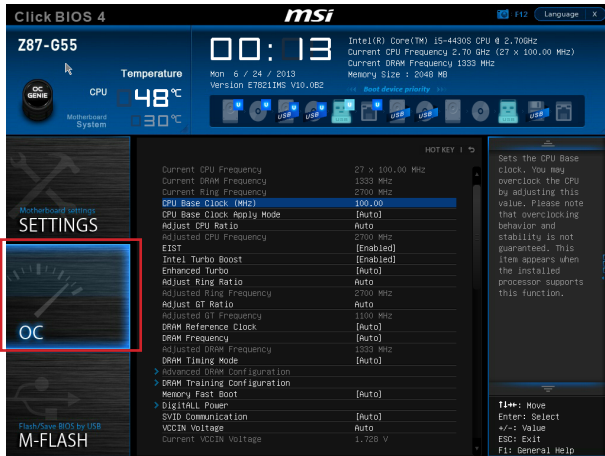 Click BIOS 4
msi
F12
Language
X
Z87-G55
OC
GENIE
Temperature
CPU
48°C
Motherboard
System
30°C
00:13
Mon 6 / 24 / 2013
Version E7821IMS V10.0B2
Intel(R) Core(TM) i5-4430S CPU @ 2.70GHz
Current CPU Frequency 2.70 GHz (27 x 100.00 MHz)
Current DRAM Frequency 1333 MHz
Memory Size : 2048 MB
Boot device priority
U
U
USB
U
USB
U
U
U
USB
U
USB
USB
USB
HOT KEY
Motherboard settings
SETTINGS
OC
Flash/Save BIOS by USB
M-FLASH
Current CPU Frequency 27 x 100.00 MHz
Current DRAM Frequency 1333 MHz
Current Ring Frequency 2700 MHz
CPU Base Clock (MHz) 100.00
CPU Base Clock Apply Mode [Auto]
Adjust CPU Ratio Auto
Adjusted CPU Frequency 2700 MHz
EIST [Enabled]
Intel Turbo Boost [Enabled]
Enhanced Turbo [Auto]
Adjust Ring Ratio Auto
Adjusted Ring Frequency 2700 MHz
Adjust GT Ratio Auto
Adjusted GT Frequency 1100 MHz
DRAM Reference Clock [Auto]
DRAM Frequency [Auto]
Adjusted DRAM Frequency 1333 MHz
DRAM Timing Mode [Auto]
> Advanced DRAM Configuration
> DRAM Training Configuration
Memory Fast Boot [Auto]
> DigitALL Power
SVID Communication [Auto]
VCCIN Voltage Auto
Current VCCIN Voltage 1.728 V
Sets the CPU Base
clock. You may
overclock the CPU
by adjusting this
value. Please note
that overclocking
behavior and
stability is not
guaranteed. This
item appears when
the installed
processor supports
this function.
↑↓→←: Move
Enter: Select
+/-: Value
ESC: Exit
F1: General Help